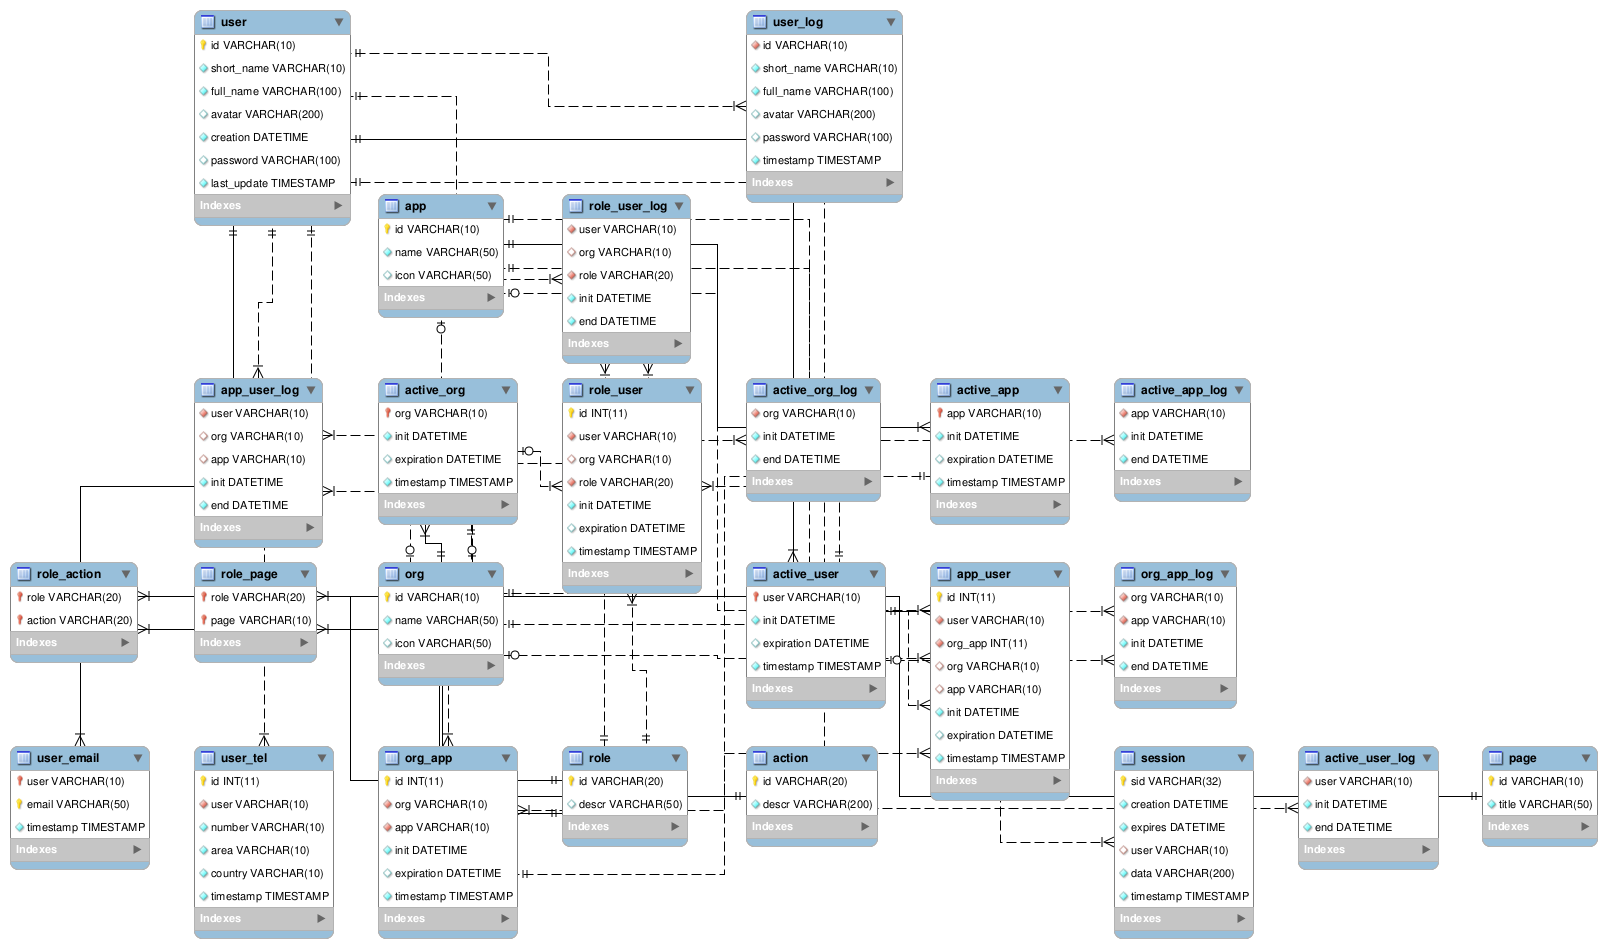 user
id VARCHAR(10)
short_name VARCHAR(10)
full_name VARCHAR(100)
avatar VARCHAR(200)
creation DATETIME
password VARCHAR(100)
last_update TIMESTAMP
Indexes
user_log
id VARCHAR(10)
short_name VARCHAR(10)
full_name VARCHAR(100)
avatar VARCHAR(200)
password VARCHAR(100)
timestamp TIMESTAMP
Indexes
app
id VARCHAR(10)
name VARCHAR(50)
icon VARCHAR(50)
Indexes
role_user_log
user VARCHAR(10)
org VARCHAR(10)
role VARCHAR(20)
init DATETIME
end DATETIME
Indexes
app_user_log
user VARCHAR(10)
org VARCHAR(10)
app VARCHAR(10)
init DATETIME
end DATETIME
Indexes
active_org
org VARCHAR(10)
init DATETIME
expiration DATETIME
timestamp TIMESTAMP
Indexes
role_user
id INT(11)
user VARCHAR(10)
org VARCHAR(10)
role VARCHAR(20)
init DATETIME
expiration DATETIME
timestamp TIMESTAMP
Indexes
active_org_log
org VARCHAR(10)
init DATETIME
end DATETIME
Indexes
active_app
app VARCHAR(10)
init DATETIME
expiration DATETIME
timestamp TIMESTAMP
Indexes
active_app_log
app VARCHAR(10)
init DATETIME
end DATETIME
Indexes
role_action
role VARCHAR(20)
action VARCHAR(20)
Indexes
role_page
role VARCHAR(20)
page VARCHAR(10)
Indexes
org
id VARCHAR(10)
name VARCHAR(50)
icon VARCHAR(50)
Indexes
active_user
user VARCHAR(10)
init DATETIME
expiration DATETIME
timestamp TIMESTAMP
Indexes
app_user
id INT(11)
user VARCHAR(10)
org_app INT(11)
org VARCHAR(10)
app VARCHAR(10)
init DATETIME
expiration DATETIME
timestamp TIMESTAMP
Indexes
org_app_log
org VARCHAR(10)
app VARCHAR(10)
init DATETIME
end DATETIME
Indexes
user_email
user VARCHAR(10)
email VARCHAR(50)
timestamp TIMESTAMP
Indexes
user_tel
id INT(11)
user VARCHAR(10)
number VARCHAR(10)
area VARCHAR(10)
country VARCHAR(10)
timestamp TIMESTAMP
Indexes
org_app
id INT(11)
org VARCHAR(10)
app VARCHAR(10)
init DATETIME
expiration DATETIME
timestamp TIMESTAMP
Indexes
role
id VARCHAR(20)
descr VARCHAR(50)
Indexes
action
id VARCHAR(20)
descr VARCHAR(200)
Indexes
session
sid VARCHAR(32)
creation DATETIME
expires DATETIME
user VARCHAR(10)
data VARCHAR(200)
timestamp TIMESTAMP
Indexes
active_user_log
user VARCHAR(10)
init DATETIME
end DATETIME
Indexes
page
id VARCHAR(10)
title VARCHAR(50)
Indexes